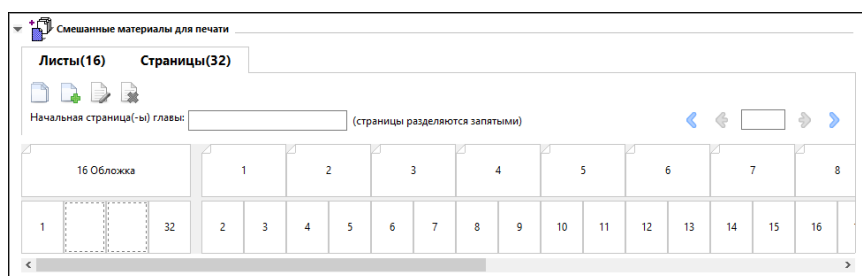 Смешанные материалы для печати
Листы(16) Страницы(32)
Начальная страница(-ы) главы: (страницы разделяются запятыми)
16 Обложка 1 2 3 4 5 6 7 8
1 32 2 3 4 5 6 7 8 9 10 11 12 13 14 15 16